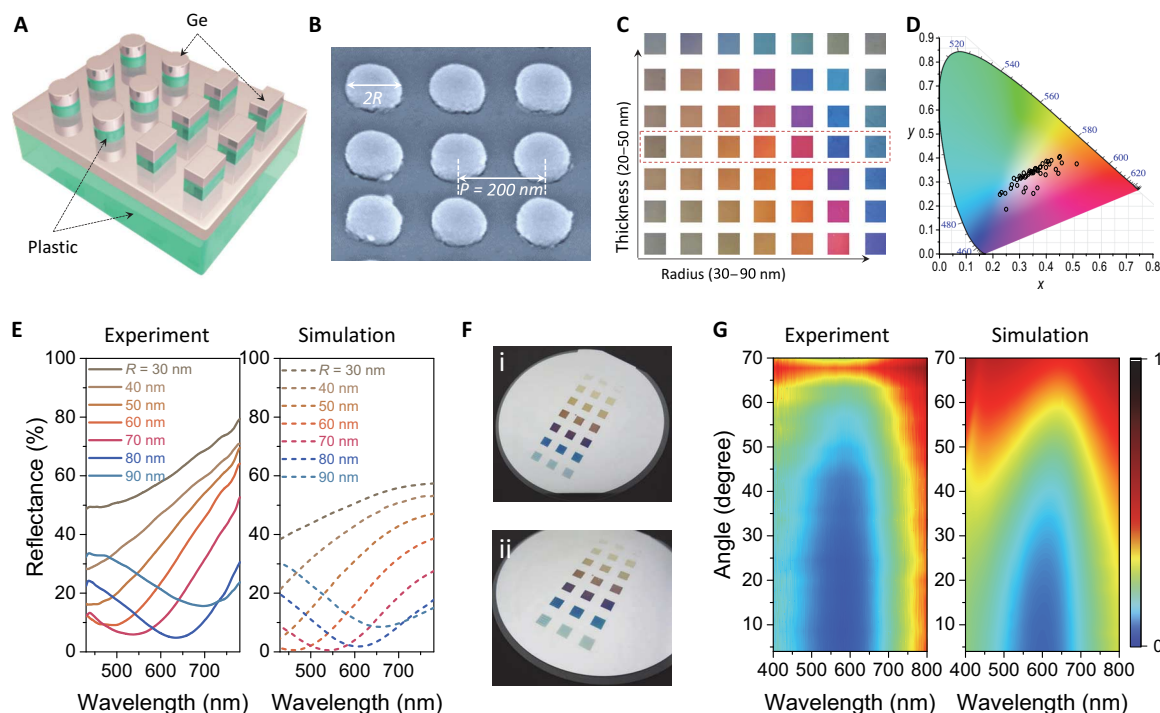 A
Ge
Plastic
B
2R
P = 200 nm
C
Thickness (20–50 nm)
Radius (30–90 nm)
D
0.9
0.8
0.7
0.6
0.5
0.4
0.3
0.2
0.1
0.0
y
520
540
560
580
600
620
480
460
0.0 0.1 0.2 0.3 0.4 0.5 0.6 0.7 0.8
x
E
Experiment
Simulation
Reflectance (%)
100
80
60
40
20
0
R = 30 nm
40 nm
50 nm
60 nm
70 nm
80 nm
90 nm
500 600 700
Wavelength (nm)
100
80
60
40
20
0
R = 30 nm
40 nm
50 nm
60 nm
70 nm
80 nm
90 nm
500 600 700
Wavelength (nm)
F
i
ii
G
Experiment
Simulation
Angle (degree)
70
60
50
40
30
20
10
400 500 600 700 800
Wavelength (nm)
70
60
50
40
30
20
10
400 500 600 700 800
Wavelength (nm)
1
0